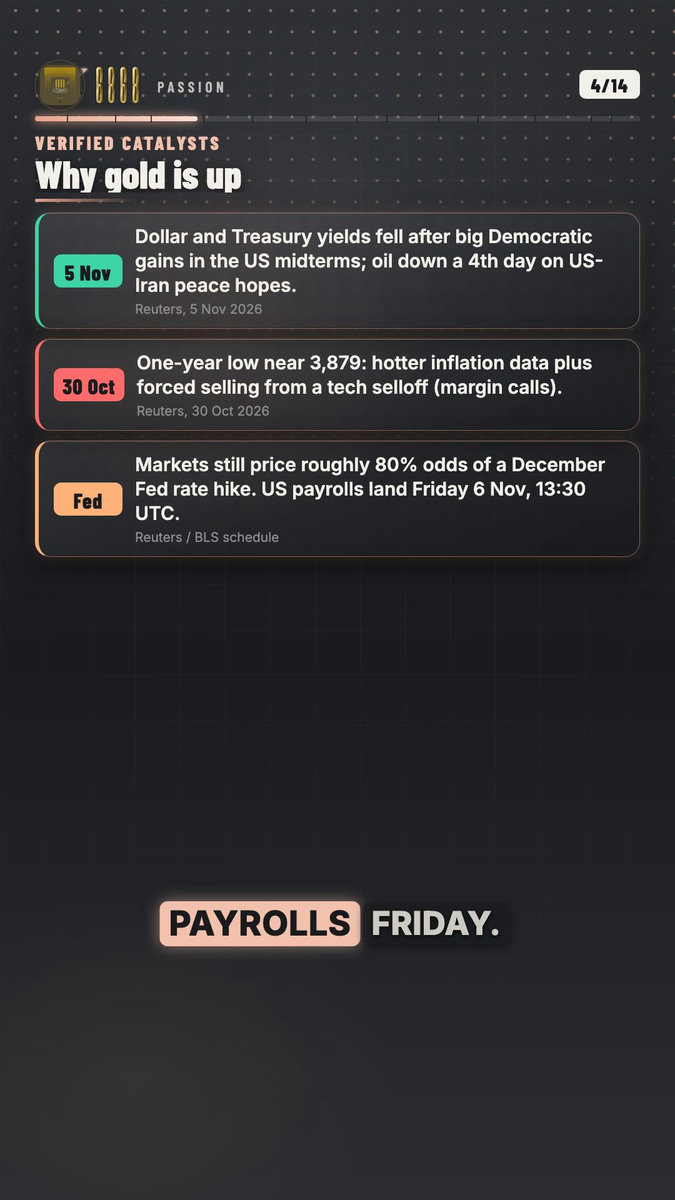 PASSION
4/14
VERIFIED CATALYSTS
Why gold is up
5 Nov
Dollar and Treasury yields fell after big Democratic
gains in the US midterms; oil down a 4th day on US-
Iran peace hopes.
Reuters, 5 Nov 2026
30 Oct
One-year low near 3,879: hotter inflation data plus
forced selling from a tech selloff (margin calls).
Reuters, 30 Oct 2026
Fed
Markets still price roughly 80% odds of a December
Fed rate hike. US payrolls land Friday 6 Nov, 13:30
UTC.
Reuters / BLS schedule
PAYROLLS FRIDAY.